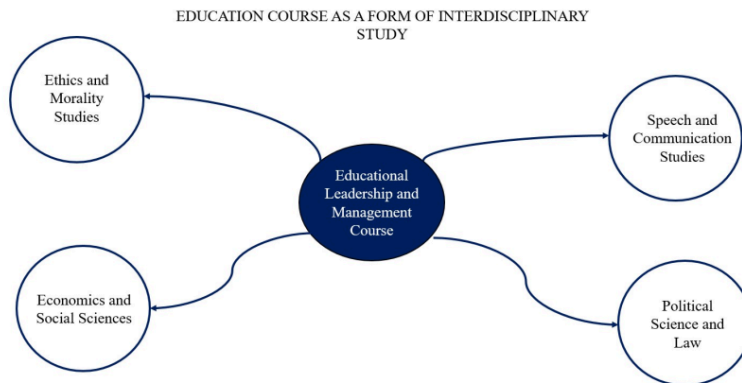 EDUCATION COURSE AS A FORM OF INTERDISCIPLINARY
STUDY
Ethics and
Morality
Studies
Speech and
Communication
Studies
Educational
Leadership and
Management
Course
Economics and
Social Sciences
Political
Science and
Law